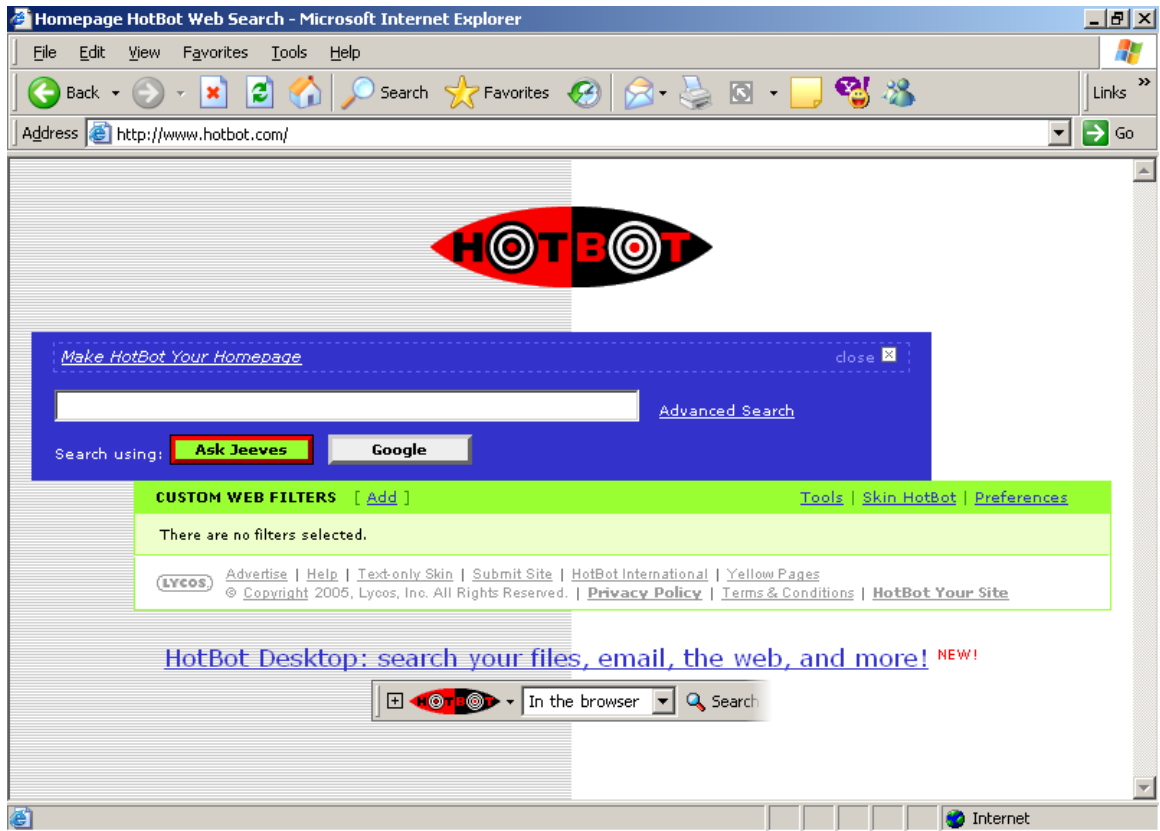 Homepage HotBot Web Search - Microsoft Internet Explorer
File Edit View Favorites Tools Help
Back Search Favorites Links »
Address http://www.hotbot.com/ Go
HOTBOT
Make HotBot Your Homepage close
Advanced Search
Search using: Ask Jeeves Google
CUSTOM WEB FILTERS [ Add ] Tools | Skin HotBot | Preferences
There are no filters selected.
LYCOS Advertise | Help | Text-only Skin | Submit Site | HotBot International | Yellow Pages
© Copyright 2005, Lycos, Inc. All Rights Reserved. | Privacy Policy | Terms & Conditions | HotBot Your Site
HotBot Desktop: search your files, email, the web, and more! NEW!
HOTBOT In the browser Search
Internet